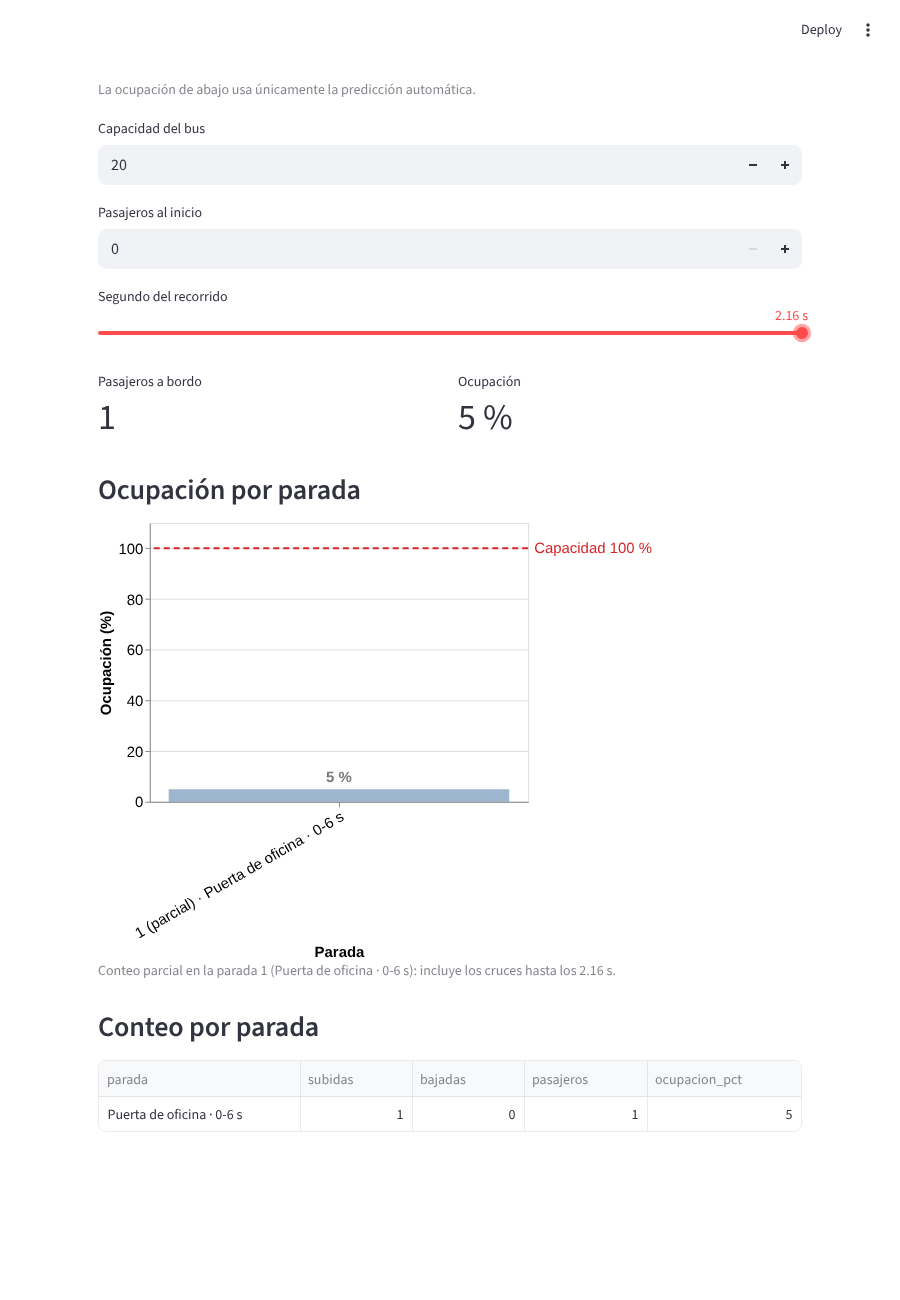 Deploy
La ocupación de abajo usa únicamente la predicción automática.
Capacidad del bus
20
Pasajeros al inicio
0
Segundo del recorrido
2.16 s
Pasajeros a bordo
Ocupación
1
5 %
Ocupación por parada
100
Capacidad 100 %
80
60
40
20
0
Ocupación (%)
5 %
1 (parcial) · Puerta de oficina · 0-6 s
Parada
Conteo parcial en la parada 1 (Puerta de oficina · 0-6 s): incluye los cruces hasta los 2.16 s.
Conteo por parada
parada subidas bajadas pasajeros ocupacion_pct
Puerta de oficina · 0-6 s 1 0 1 5